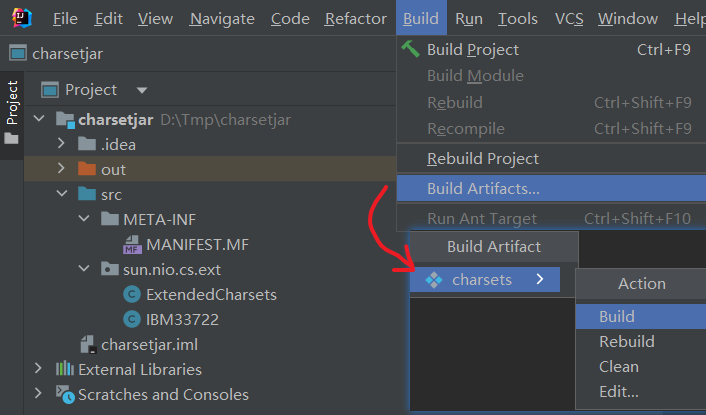 File Edit View Navigate Code Refactor Build Run Tools VCS Window Help
charsetjar
Project
Project
charsetjar D:\Tmp\charsetjar
.idea
out
src
META-INF
MANIFEST.MF
sun.nio.cs.ext
ExtendedCharsets
IBM33722
charsetjar.iml
External Libraries
Scratches and Consoles
Build Project Ctrl+F9
Build Module
Rebuild Ctrl+Shift+F9
Recompile Ctrl+Shift+F9
Rebuild Project
Build Artifacts...
Run Ant Target Ctrl+Shift+F10
Build Artifact
charsets
Action
Build
Rebuild
Clean
Edit...